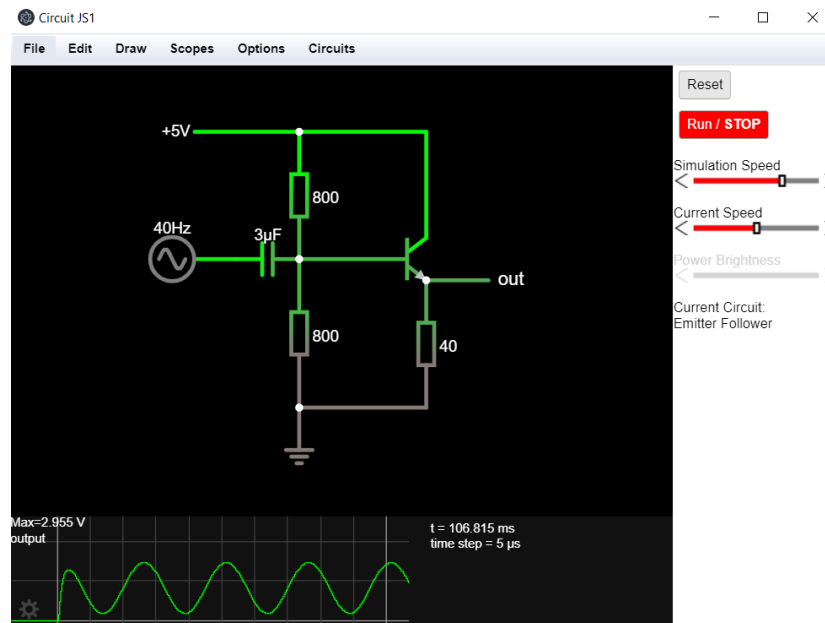 Circuit JS1
File Edit Draw Scopes Options Circuits
Reset
Run / STOP
Simulation Speed
Current Speed
Power Brightness
Current Circuit:
Emitter Follower
+5V
800
40Hz
3µF
out
800
40
Max=2.955 V
output
t = 106.815 ms
time step = 5 µs